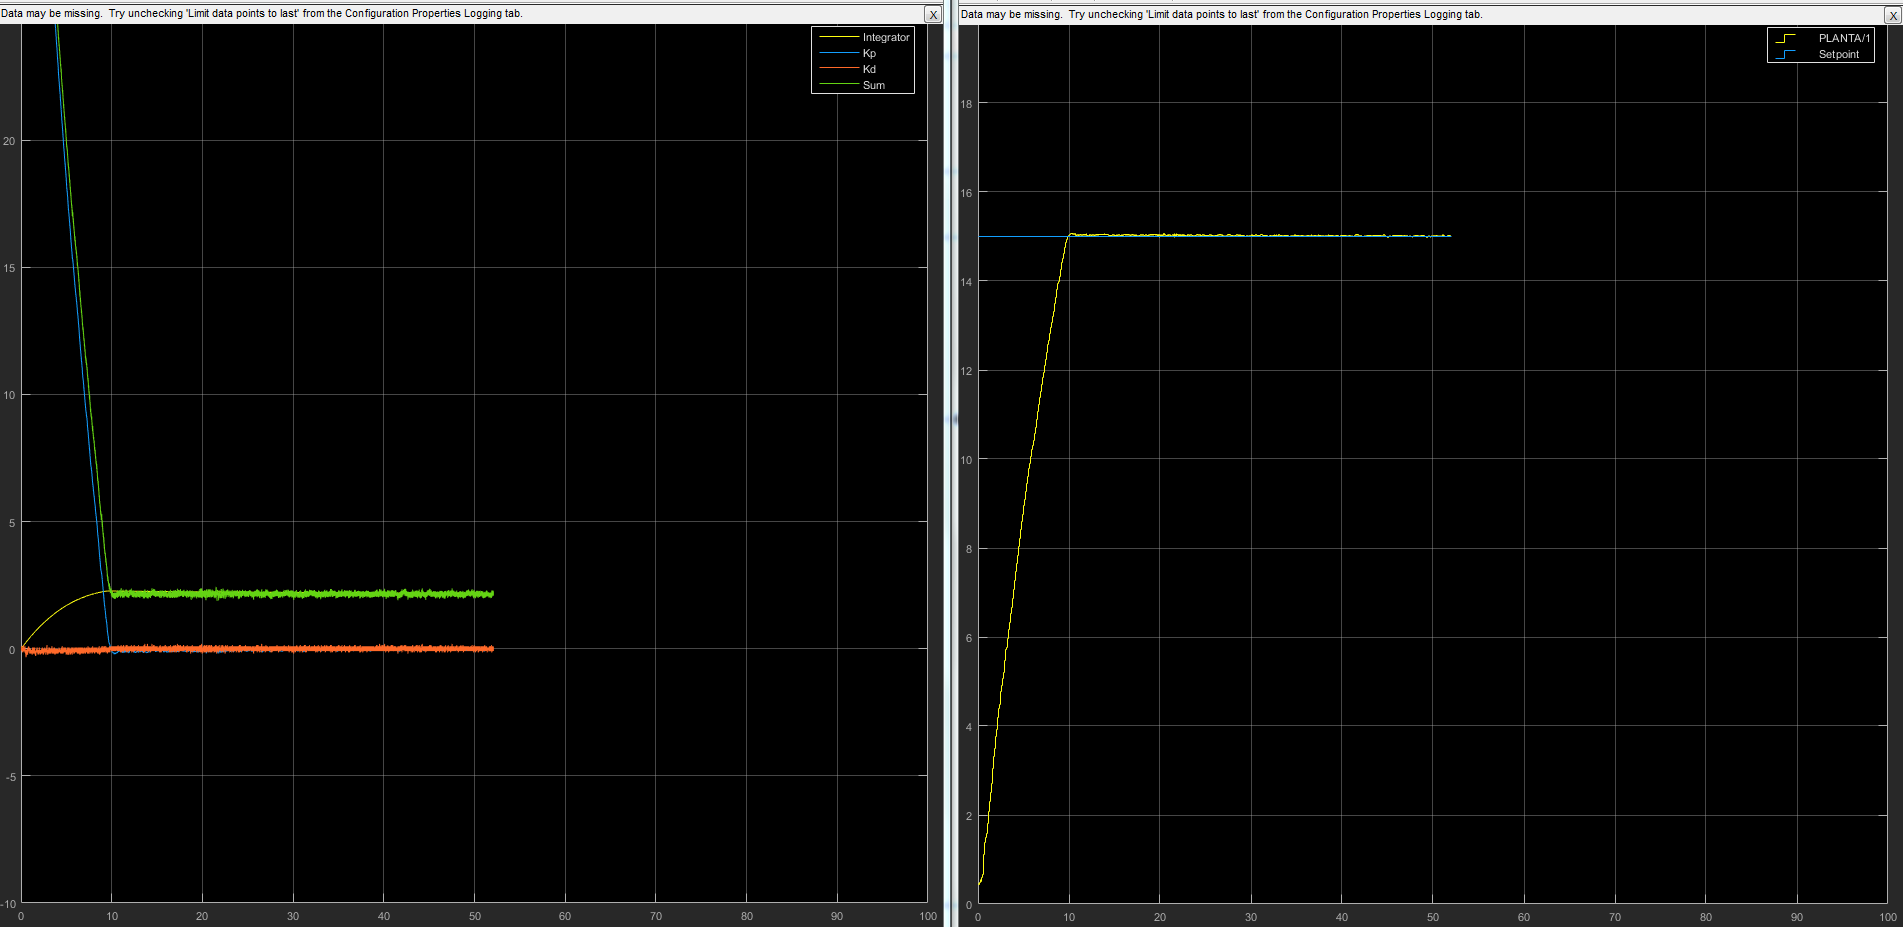 Data may be missing.  Try unchecking 'Limit data points to last' from the Configuration Properties Logging tab.
X
Integrator
Kp
Kd
Sum
20
15
10
5
0
-5
-10
0 10 20 30 40 50 60 70 80 90 100
Data may be missing.  Try unchecking 'Limit data points to last' from the Configuration Properties Logging tab.
X
PLANTA/1
Setpoint
18
16
14
12
10
8
6
4
2
0
0 10 20 30 40 50 60 70 80 90 100